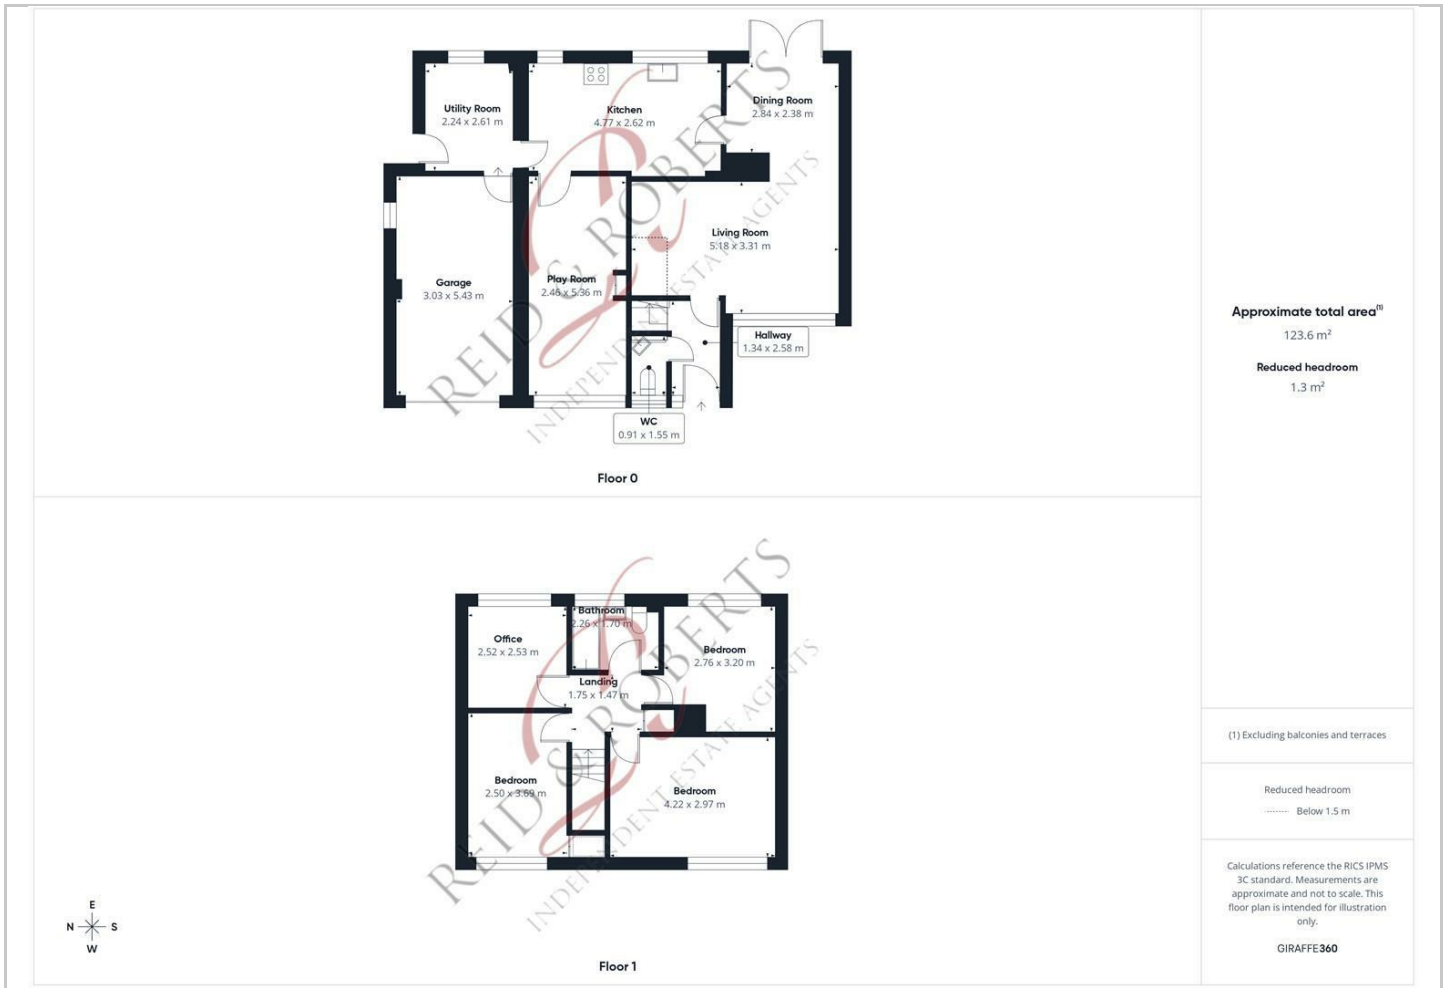 Utility Room
2.24 x 2.61 m
Kitchen
4.77 x 2.62 m
Dining Room
2.84 x 2.38 m
Living Room
5.18 x 3.31 m
Garage
3.03 x 5.43 m
Play Room
2.46 x 5.36 m
Hallway
1.34 x 2.58 m
WC
0.91 x 1.55 m
REID & ROBERTS
INDEPENDENT ESTATE AGENTS
Floor 0
Office
2.52 x 2.53 m
Bathroom
2.26 x 1.70 m
Bedroom
2.76 x 3.20 m
Landing
1.75 x 1.47 m
Bedroom
2.50 x 3.69 m
Bedroom
4.22 x 2.97 m
REID & ROBERTS
INDEPENDENT ESTATE AGENTS
E
N S
W
Floor 1
Approximate total area(1)
123.6 m²
Reduced headroom
1.3 m²
(1) Excluding balconies and terraces
Reduced headroom
Below 1.5 m
Calculations reference the RICS IPMS
3C standard. Measurements are
approximate and not to scale. This
floor plan is intended for illustration
only.
GIRAFFE360